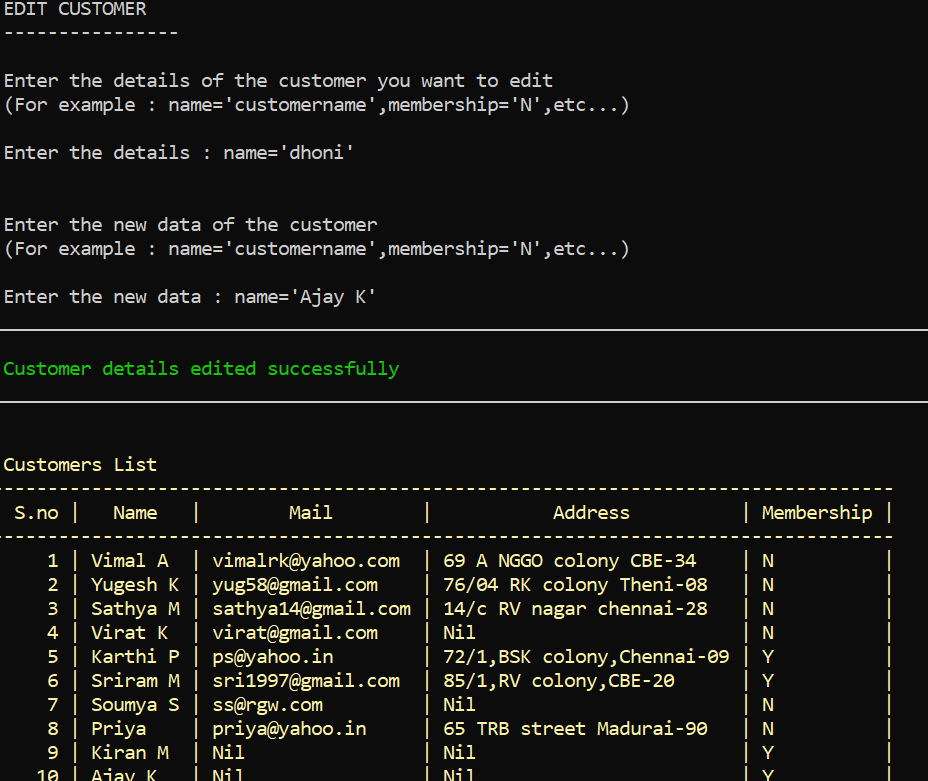 EDIT CUSTOMER
----------------
Enter the details of the customer you want to edit
(For example : name='customername',membership='N',etc...)
Enter the details : name='dhoni'
Enter the new data of the customer
(For example : name='customername',membership='N',etc...)
Enter the new data : name='Ajay K'
Customer details edited successfully
Customers List
---------------------------------------------------------------------------------
S.no | Name | Mail | Address | Membership |
---------------------------------------------------------------------------------
1 | Vimal A | vimalrk@yahoo.com | 69 A NGGO colony CBE-34 | N |
2 | Yugesh K | yug58@gmail.com | 76/04 RK colony Theni-08 | N |
3 | Sathya M | sathya14@gmail.com | 14/c RV nagar chennai-28 | N |
4 | Virat K | virat@gmail.com | Nil | N |
5 | Karthi P | ps@yahoo.in | 72/1,BSK colony,Chennai-09 | Y |
6 | Sriram M | sri1997@gmail.com | 85/1,RV colony,CBE-20 | Y |
7 | Soumya S | ss@rgw.com | Nil | N |
8 | Priya | priya@yahoo.in | 65 TRB street Madurai-90 | N |
9 | Kiran M | Nil | Nil | Y |
10 | Ajay K | Nil | Nil | Y |